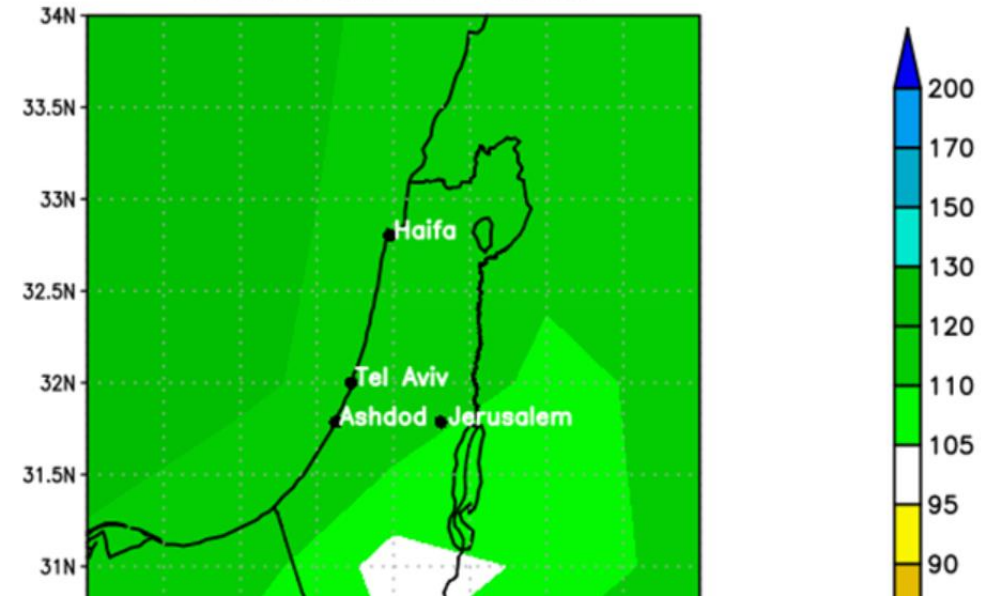 34N
33.5N
33N
32.5N
32N
31.5N
31N
Haifa
Tel Aviv
Ashdod
Jerusalem
200
170
150
130
120
110
105
95
90